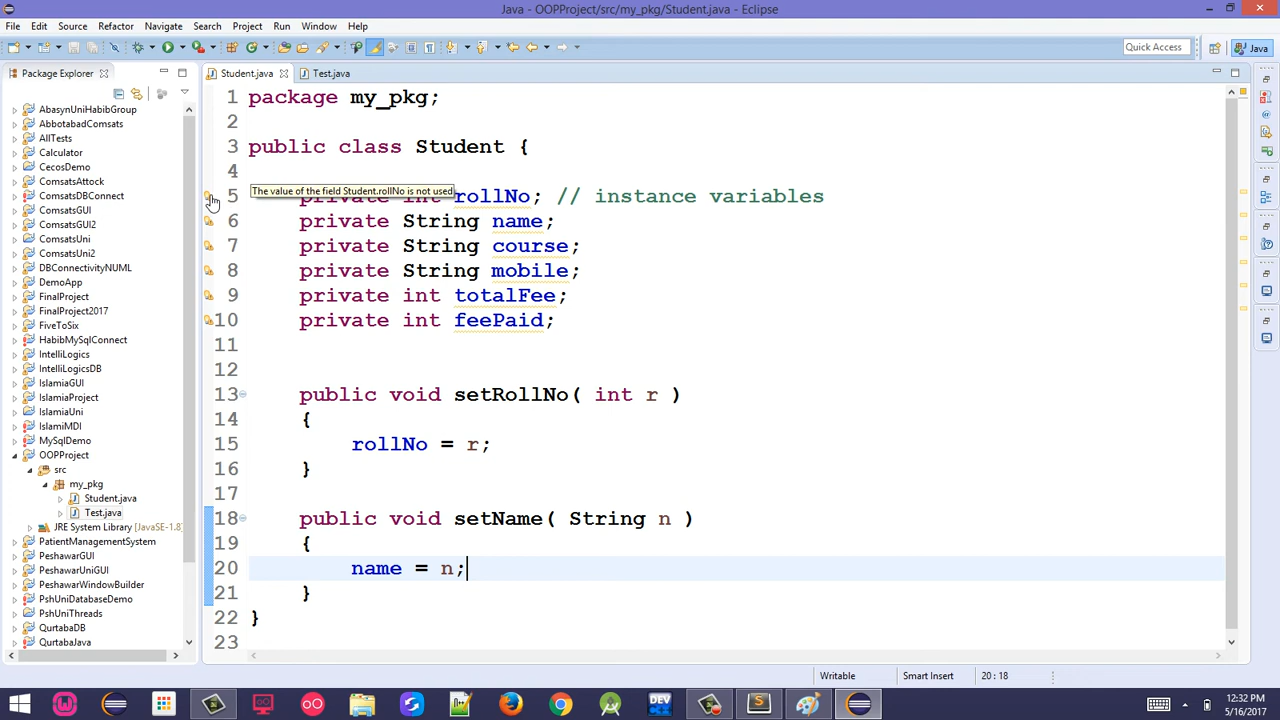 Java - OOPProject/src/my_pkg/Student.java - Eclipse
File Edit Source Refactor Navigate Search Project Run Window Help
Quick Access
Java
Package Explorer
Student.java
Test.java
AbasynUniHabibGroup
AbbotabadComsats
AllTests
Calculator
CecosDemo
ComsatsAttock
ComsatsDBConnect
ComsatsGUI
ComsatsGUI2
ComsatsUni
ComsatsUni2
DBConnectivityNUML
DemoApp
FinalProject
FinalProject2017
FiveToSix
HabibMySqlConnect
IntelliLogics
IntelliLogicsDB
IslamiaGUI
IslamiaProject
IslamiaUni
IslamiMDI
MySqlDemo
OOPProject
src
my_pkg
Student.java
Test.java
JRE System Library [JavaSE-1.8]
PatientManagementSystem
PeshawarGUI
PeshawarUniGUI
PeshawarWindowBuilder
PshUniDatabaseDemo
PshUniThreads
QurtabaDB
QurtabaJava
1 package my_pkg;
2
3 public class Student {
4
The value of the field Student.rollNo is not used
5 private int rollNo; // instance variables
6 private String name;
7 private String course;
8 private String mobile;
9 private int totalFee;
10 private int feePaid;
11
12
13 public void setRollNo( int r )
14 {
15 rollNo = r;
16 }
17
18 public void setName( String n )
19 {
20 name = n;
21 }
22 }
23
Writable
Smart Insert
20 : 18
DEV
12:32 PM
5/16/2017